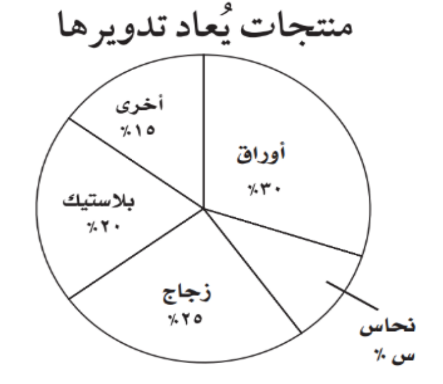 منتجات يُعاد تدويرها
أخرى
٪١٥
أوراق
٪٣٠
بلاستيك
٪٢٠
زجاج
٪٢٥
نحاس
س ٪